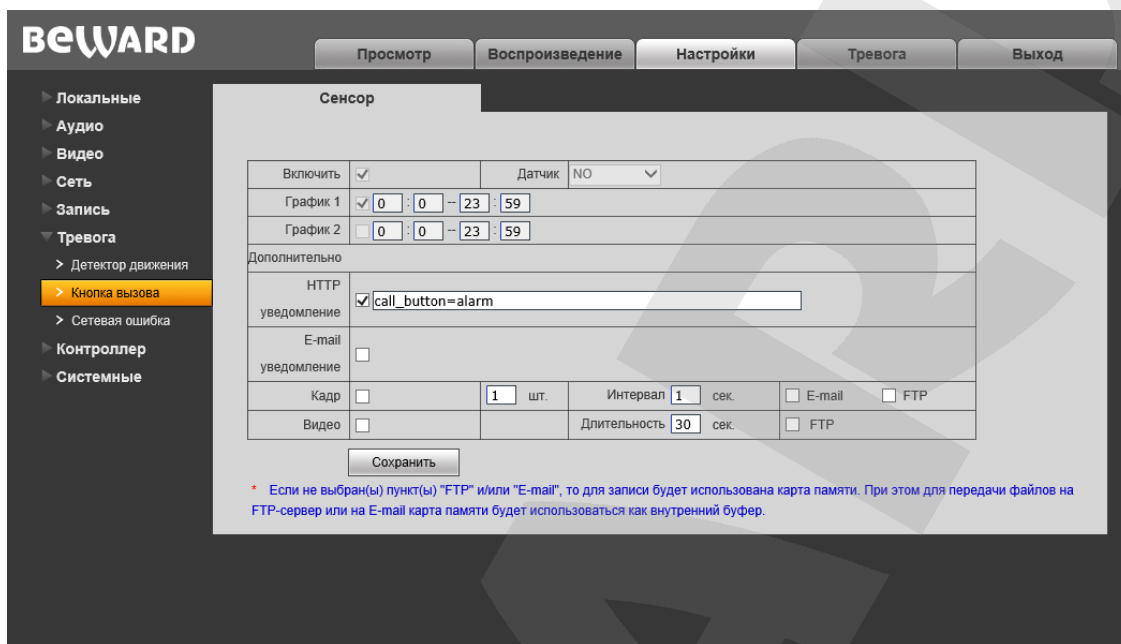 BEWARD
Просмотр Воспроизведение Настройки Тревога Выход
Локальные
Аудио
Видео
Сеть
Запись
Тревога
> Детектор движения
> Кнопка вызова
> Сетевая ошибка
Контроллер
Системные
Сенсор
Включить Датчик NO
График 1 0 : 0 -- 23 : 59
График 2 0 : 0 -- 23 : 59
Дополнительно
HTTP
уведомление call_button=alarm
E-mail
уведомление
Кадр 1 шт. Интервал 1 сек. E-mail FTP
Видео Длительность 30 сек. FTP
Сохранить
* Если не выбран(ы) пункт(ы) "FTP" и/или "E-mail", то для записи будет использована карта памяти. При этом для передачи файлов на
FTP-сервер или на E-mail карта памяти будет использоваться как внутренний буфер.